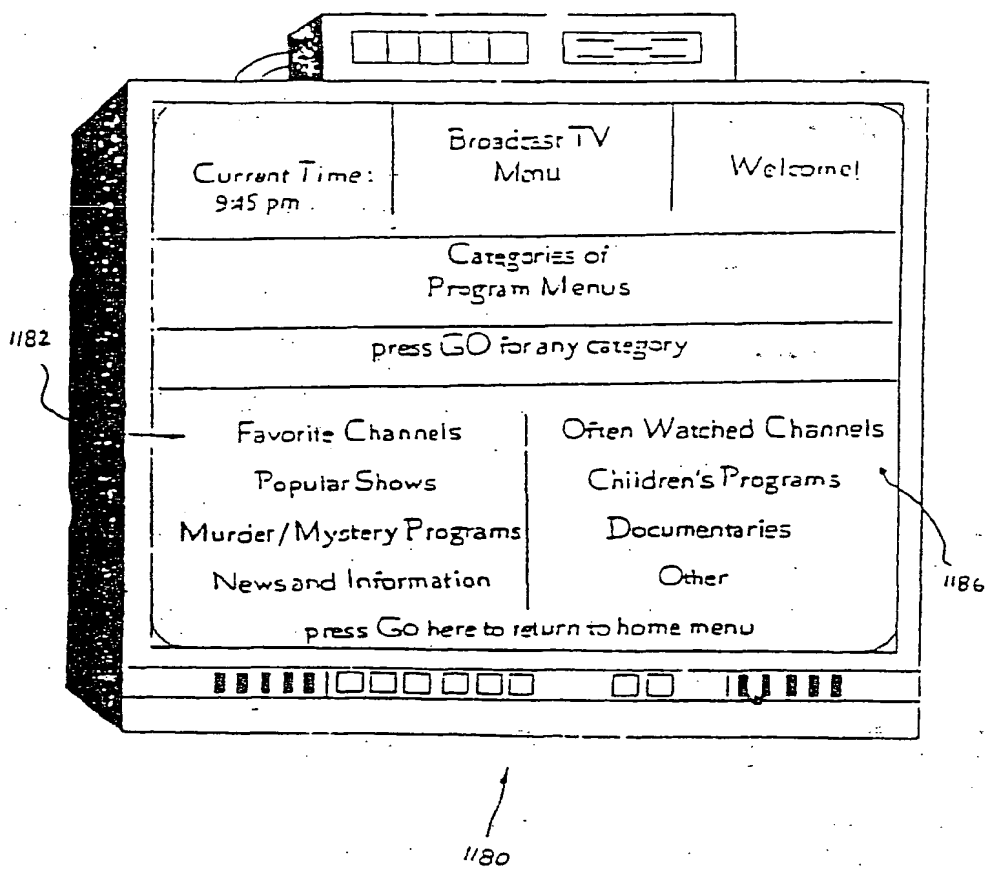 Broadcast TV
Menu
Current Time:
9:45 pm
Welcome!
Categories of
Program Menus
press GO for any category
1182
Favorite Channels
Often Watched Channels
Popular Shows
Children's Programs
Murder/Mystery Programs
Documentaries
News and Information
Other
1186
press Go here to return to home menu
1180